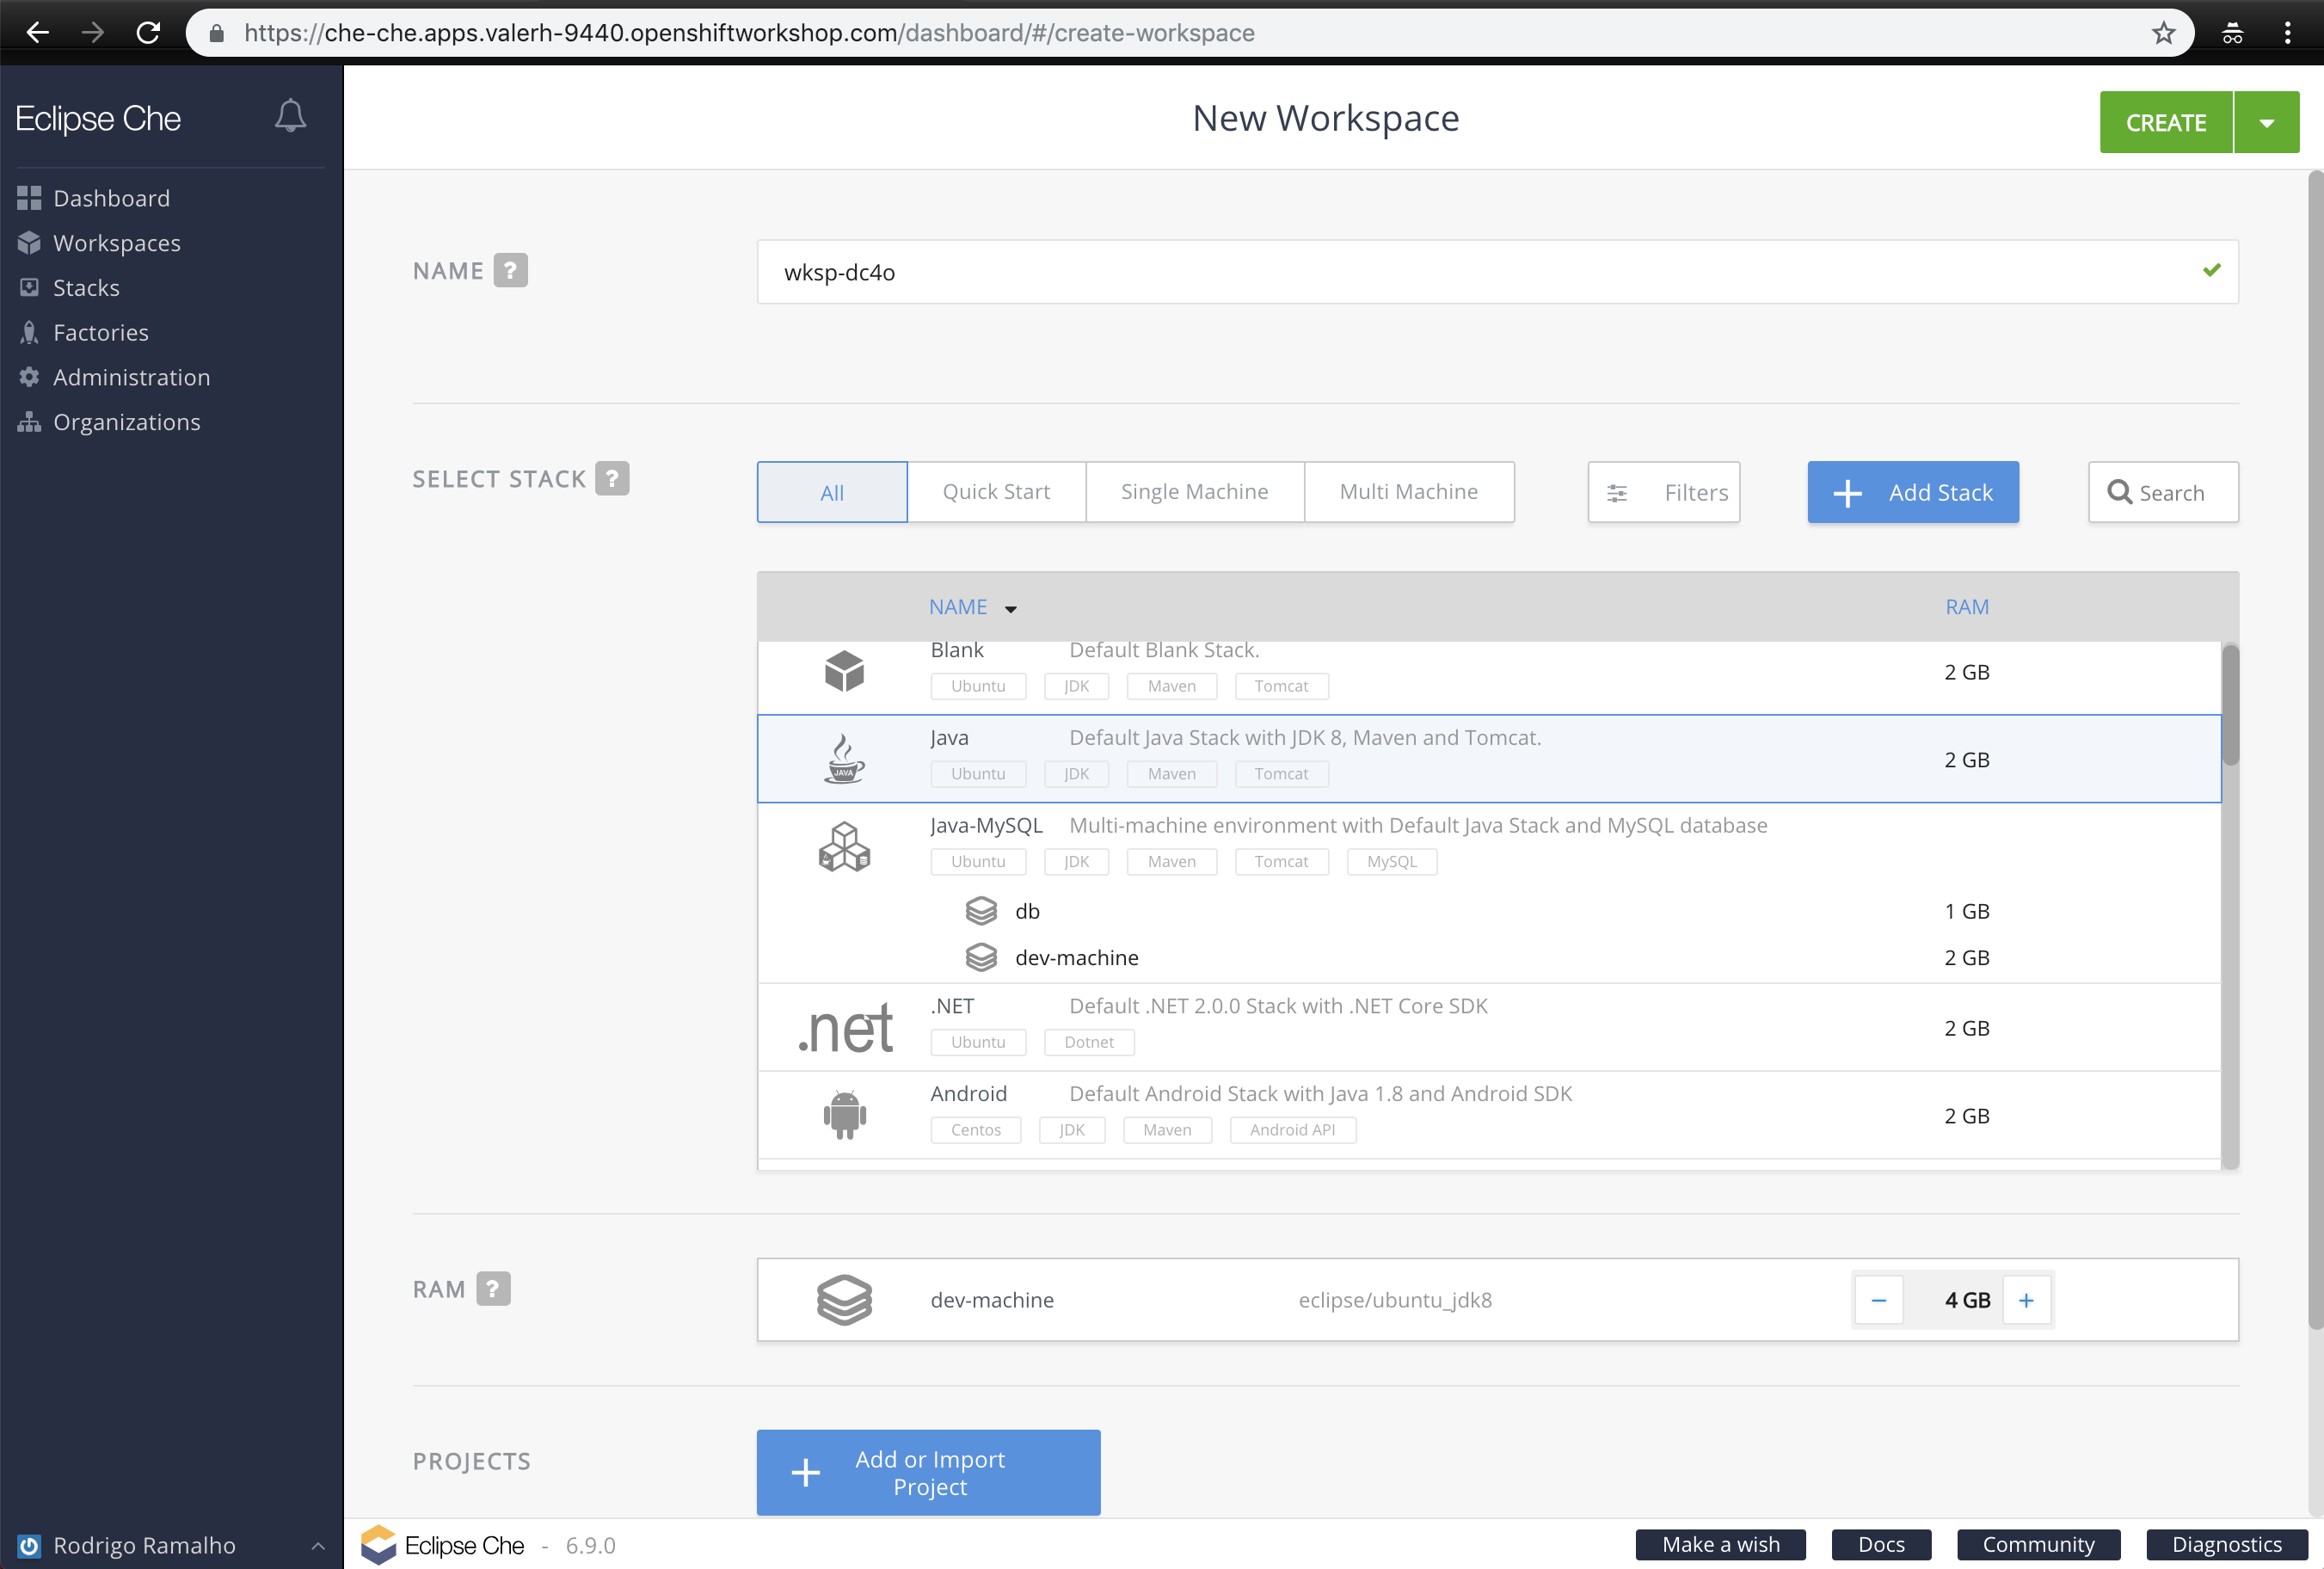 https://che-che.apps.valerh-9440.openshiftworkshop.com/dashboard/#/create-workspace
Eclipse Che
Dashboard
Workspaces
Stacks
Factories
Administration
Organizations
Rodrigo Ramalho
New Workspace
CREATE
NAME ?
wksp-dc4o
SELECT STACK ?
All Quick Start Single Machine Multi Machine Filters Add Stack Search
NAME RAM
Blank Default Blank Stack. 2 GB
Ubuntu JDK Maven Tomcat
Java Default Java Stack with JDK 8, Maven and Tomcat. 2 GB
JAVA
Ubuntu JDK Maven Tomcat
Java-MySQL Multi-machine environment with Default Java Stack and MySQL database
Ubuntu JDK Maven Tomcat MySQL
db 1 GB
dev-machine 2 GB
.net
.NET Default .NET 2.0.0 Stack with .NET Core SDK 2 GB
Ubuntu Dotnet
Android Default Android Stack with Java 1.8 and Android SDK 2 GB
Centos JDK Maven Android API
RAM ?
dev-machine eclipse/ubuntu_jdk8 − 4 GB +
PROJECTS
Add or Import
Project
Eclipse Che - 6.9.0
Make a wish Docs Community Diagnostics